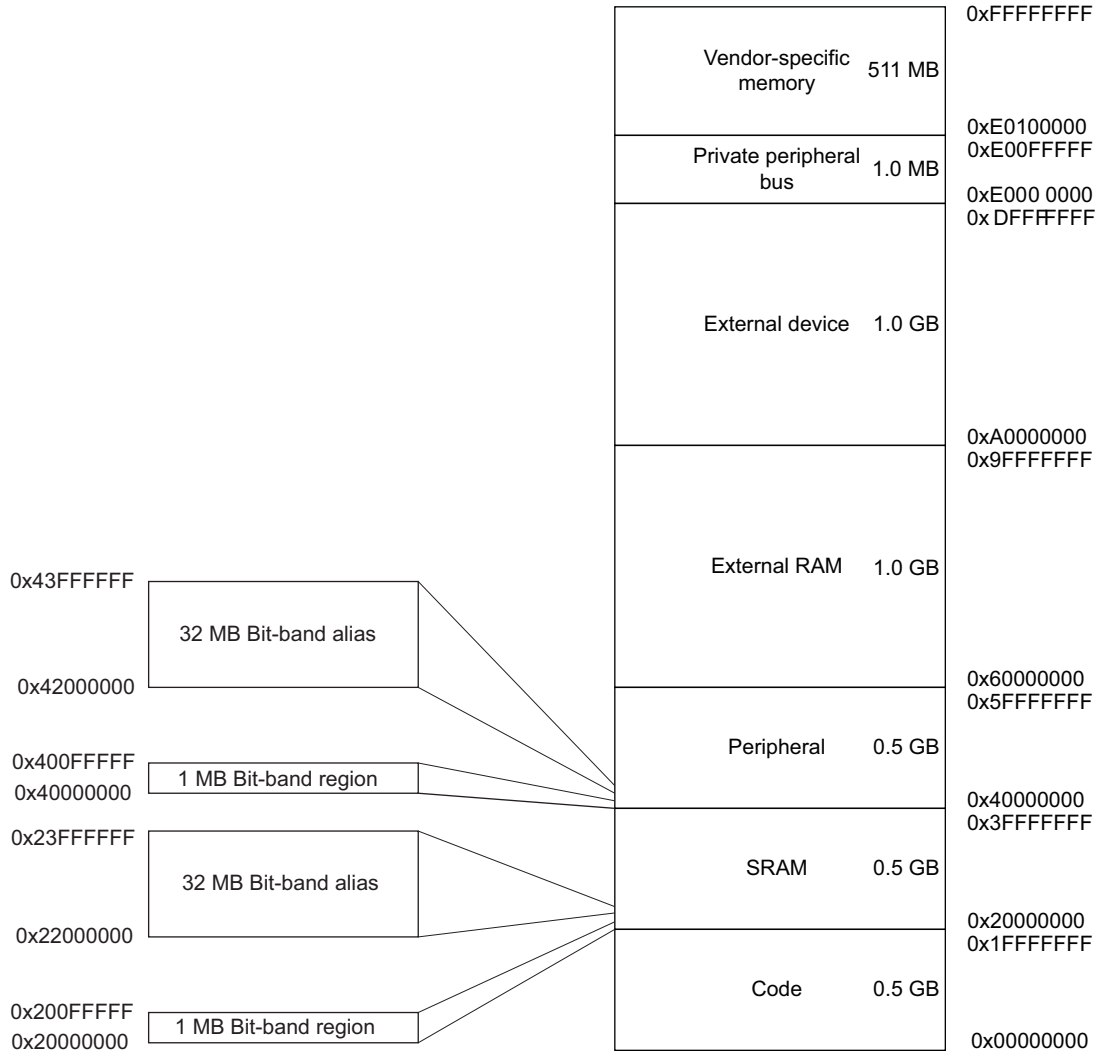 0xFFFFFFFF
Vendor-specific
memory
511 MB
0xE0100000
0xE00FFFFF
Private peripheral
bus
1.0 MB
0xE000 0000
0x DFFFFFFF
External device
1.0 GB
0xA0000000
0x9FFFFFFF
External RAM
1.0 GB
0x60000000
0x5FFFFFFF
Peripheral
0.5 GB
0x40000000
0x3FFFFFFF
SRAM
0.5 GB
0x20000000
0x1FFFFFFF
Code
0.5 GB
0x00000000
0x43FFFFFF
32 MB Bit-band alias
0x42000000
0x400FFFFF
1 MB Bit-band region
0x40000000
0x23FFFFFF
32 MB Bit-band alias
0x22000000
0x200FFFFF
1 MB Bit-band region
0x20000000